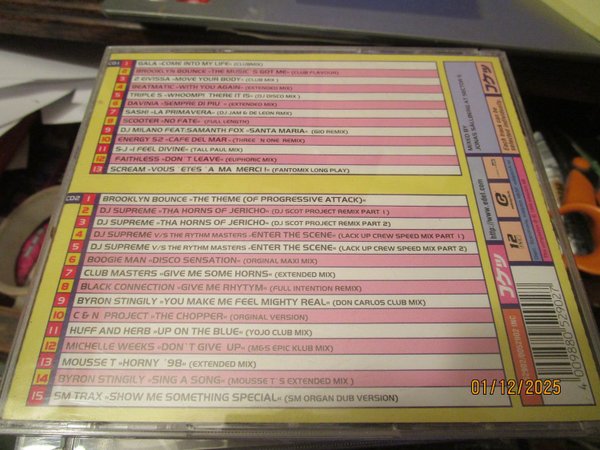 CD1 1 GALA «COME INTO MY LIFE» (CLUBMIX)
2 BROOKLYN BOUNCE «THE MUSIC´S GOT ME» (CLUB FLAVOUR)
3 2 EIVISSA «MOVE YOUR BODY» (CLUB MIX)
4 BEATMATIC «WITH YOU AGAIN» (EXTENDED MIX)
5 TRIPLE S «WHOOMP! THERE IT IS» (DJ DISCO MIX)
6 DAVINIA «SEMPRE DI PIU´» (EXTENDED MIX)
7 SASH! «LA PRIMAVERA» (DJ JAM & DE LEON RMX)
8 SCOOTER «NO FATE» (FULL LENGTH)
9 DJ MILANO FEAT.SAMANTH FOX «SANTA MARIA» (GIO REMIX)
10 ENERGY 52 «CAFE DEL MAR» (THREE´N ONE REMIX)
11 S-J «I FEEL DIVINE» (TALL PAUL MIX)
12 FAITHLESS «DON´T LEAVE» (EUPHONIC MIX)
13 SCREAM «VOUS´ETES´A MA MERCI!» (FANTOMIX LONG PLAY)
CD2 1 BROOKLYN BOUNCE «THE THEME (OF PROGRESSIVE ATTACK)»
2 DJ SUPREME «THA HORNS OF JERICHO» (DJ SCOT PROJECT REMIX PART 1)
3 DJ SUPREME «THA HORNS OF JERICHO» (DJ SCOT PROJECT REMIX PART 2)
4 DJ SUPREME V/S THE RYTHM MASTERS «ENTER THE SCENE» (LACK UP CREW SPEED MIX PART 1)
5 DJ SUPREME V/S THE RYTHM MASTERS «ENTER THE SCENE» (LACK UP CREW SPEED MIX PART 2)
6 BOOGIE MAN «DISCO SENSATION» (ORGINAL MAXI MIX)
7 CLUB MASTERS «GIVE ME SOME HORNS» (EXTENDED MIX)
8 BLACK CONNECTION «GIVE ME RHYTYM» (FULL INTENTION REMIX)
9 BYRON STINGILY «YOU MAKE ME FEEL MIGHTY REAL» (DON CARLOS CLUB MIX)
10 C & N PROJECT «THE CHOPPER» (ORGINAL VERSION)
11 HUFF AND HERB «UP ON THE BLUE» (YOJO CLUB MIX)
12 MICHELLE WEEKS «DON´T GIVE UP» (M&S EPIC KLUB MIX)
13 MOUSSE T «HORNY ´98» (EXTENDED MIX)
14 BYRON STINGILY «SING A SONG» (MOUSSE T´S EXTENDED MIX)
15 SM TRAX «SHOW ME SOMETHING SPECIAL» (SM ORGAN DUB VERSION)
MIXED BY
http://www.edel.com
12
4 009880 529027
01/12/2025